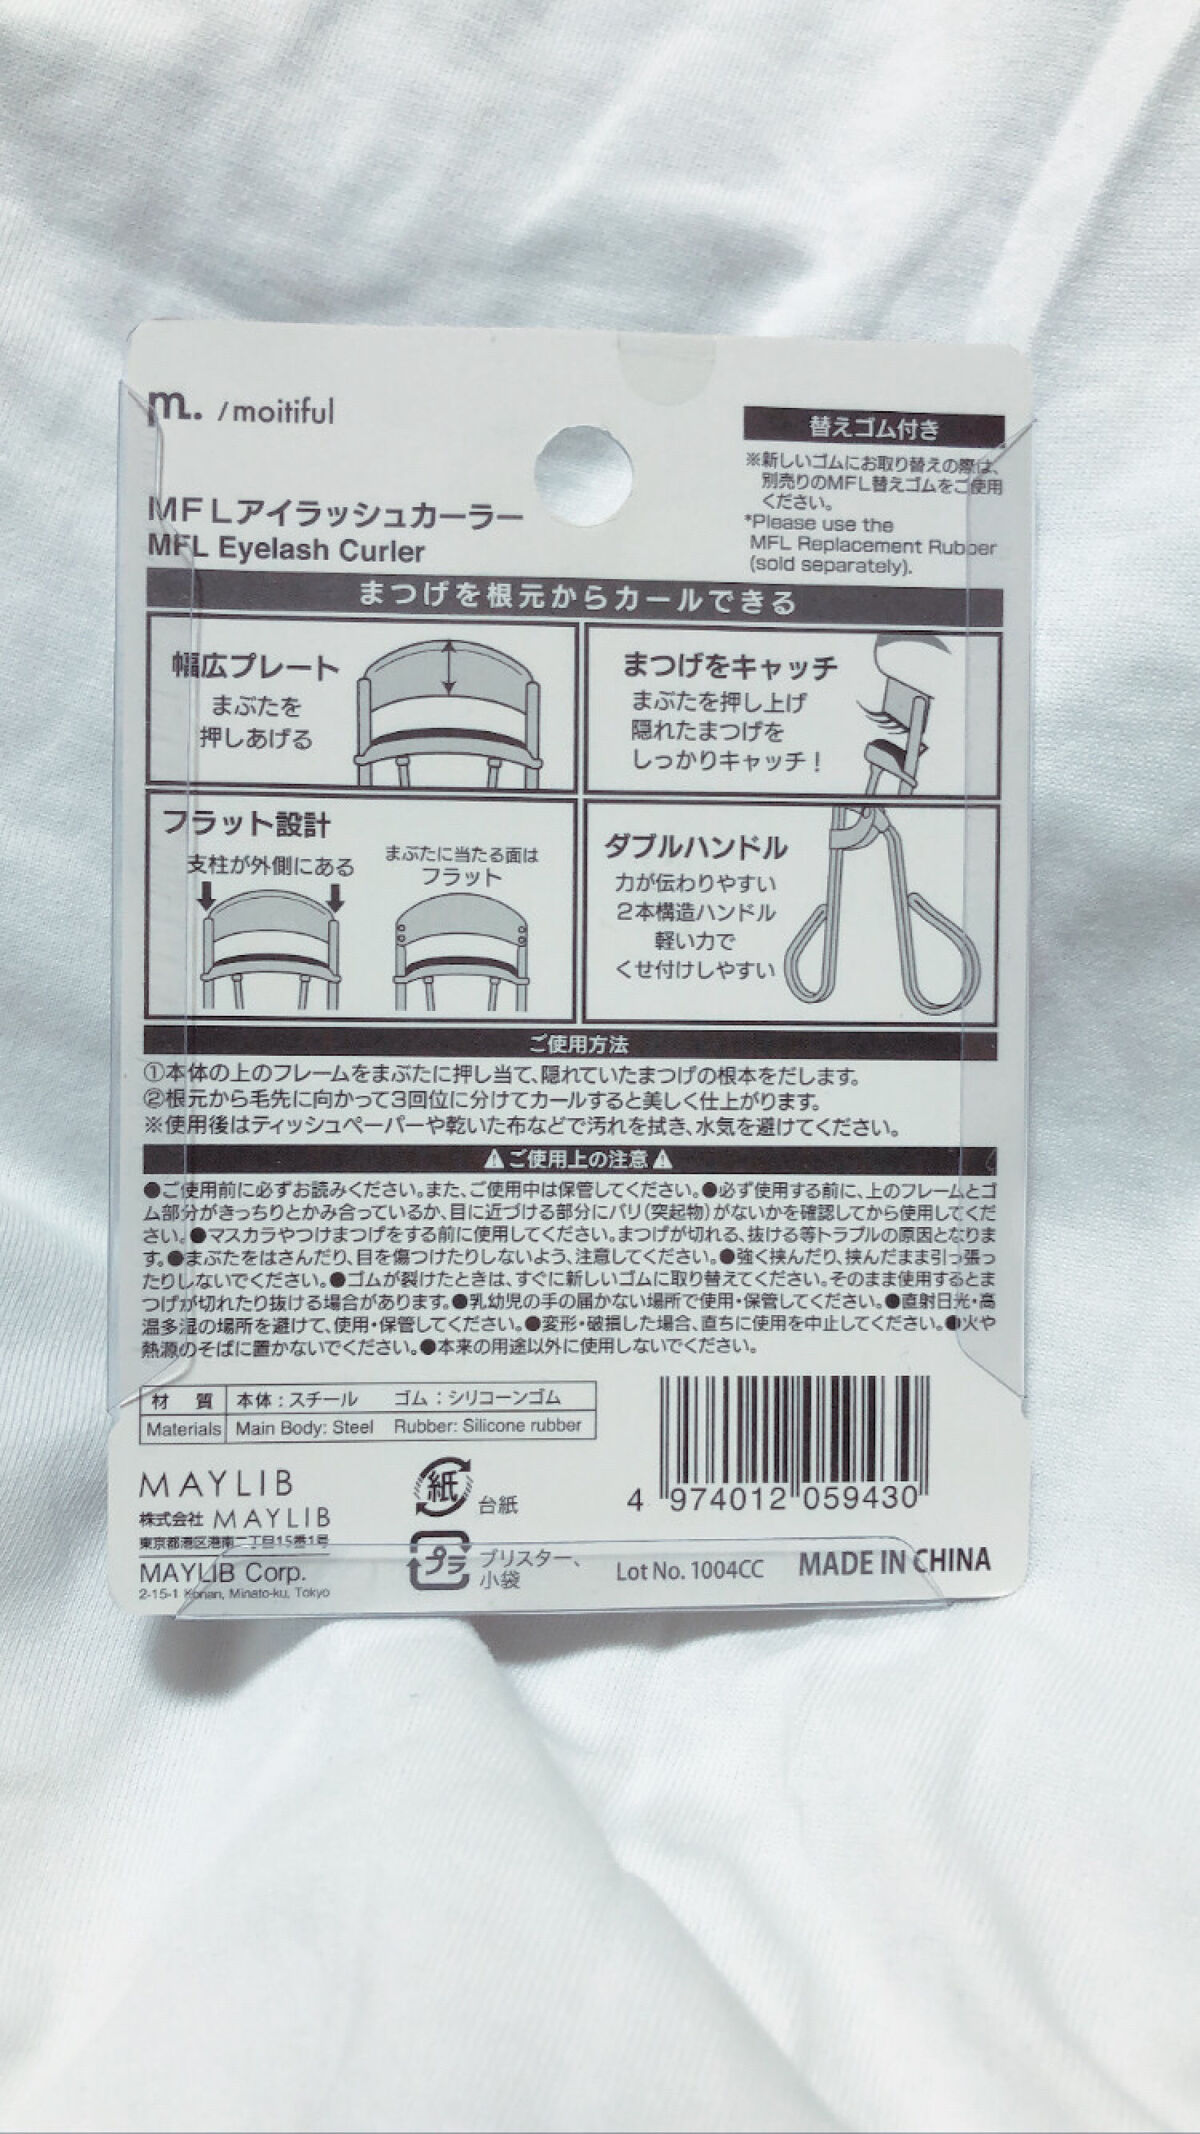 m. / moitiful
替えゴム付き
※新しいゴムにお取り替えの際は、
別売りのMFL替えゴムをご使用
ください。
*Please use the
MFL Replacement Rubber
(sold separately).
MFLアイラッシュカーラー
MFL Eyelash Curler
まつげを根元からカールできる
幅広プレート
まぶたを
押しあげる
まつげをキャッチ
まぶたを押し上げ
隠れたまつげを
しっかりキャッチ！
フラット設計
支柱が外側にある
まぶたに当たる面は
フラット
ダブルハンドル
力が伝わりやすい
2本構造ハンドル
軽い力で
くせ付けしやすい
ご使用方法
①本体の上のフレームをまぶたに押し当て、隠れていたまつげの根本をだします。
②根元から毛先に向かって3回位に分けてカールすると美しく仕上がります。
※使用後はティッシュペーパーや乾いた布などで汚れを拭き、水気を避けてください。
⚠ご使用上の注意⚠
●ご使用前に必ずお読みください。また、ご使用中は保管してください。●必ず使用する前に、上のフレームとゴ
ム部分がきっちりとかみ合っているか、目に近づける部分にバリ（突起物）がないかを確認してから使用してくだ
さい。●マスカラやつけまつげをする前に使用してください。まつげが切れる、抜ける等トラブルの原因となりま
す。●まぶたをはさんだり、目を傷つけたりしないよう、注意してください。●強く挟んだり、挟んだまま引っ張っ
たりしないでください。●ゴムが裂けたときは、すぐに新しいゴムに取り替えてください。そのまま使用するとま
つげが切れたり抜ける場合があります。●乳幼児の手の届かない場所で使用・保管してください。●直射日光・高
温多湿の場所を避けて、使用・保管してください。●変形・破損した場合、直ちに使用を中止してください。●火や
熱源のそばに置かないでください。●本来の用途以外に使用しないでください。
材 質 本体：スチール ゴム：シリコーンゴム
Materials Main Body: Steel Rubber: Silicone rubber
MAYLIB
株式会社 MAYLIB
東京都港区港南二丁目15番1号
MAYLIB Corp.
2-15-1 Konan, Minato-ku, Tokyo
紙 台紙
プラ ブリスター、
小袋
4 974012 059430
Lot No. 1004CC MADE IN CHINA